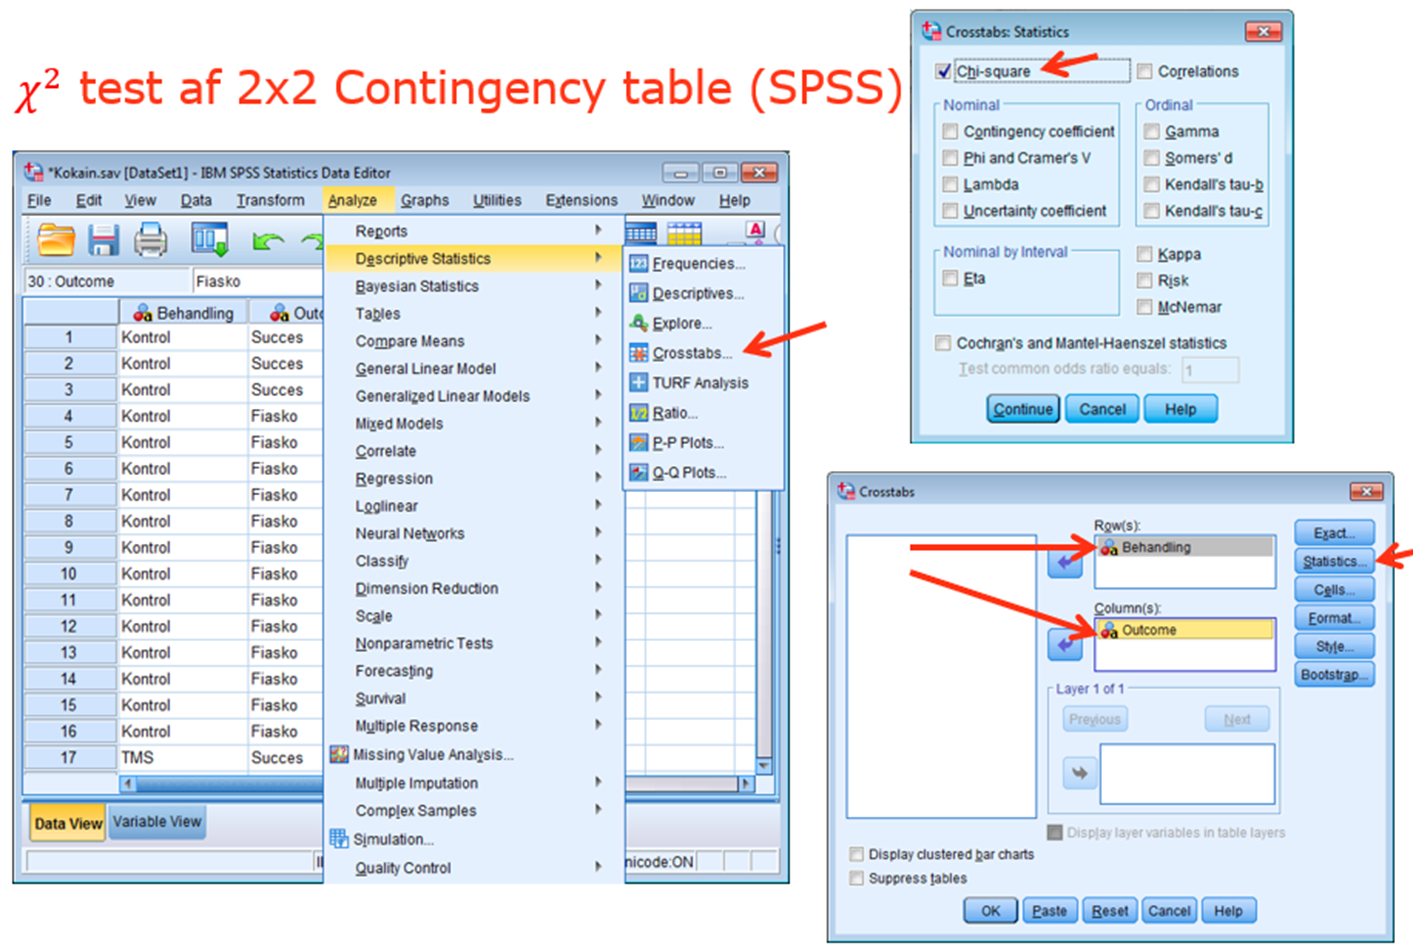 χ² test af 2x2 Contingency table (SPSS)
*Kokain.sav [DataSet1] - IBM SPSS Statistics Data Editor
File Edit View Data Transform Analyze Graphs Utilities Extensions Window Help
30 : Outcome Fiasko
Behandling Outc
1 Kontrol Succes
2 Kontrol Succes
3 Kontrol Succes
4 Kontrol Fiasko
5 Kontrol Fiasko
6 Kontrol Fiasko
7 Kontrol Fiasko
8 Kontrol Fiasko
9 Kontrol Fiasko
10 Kontrol Fiasko
11 Kontrol Fiasko
12 Kontrol Fiasko
13 Kontrol Fiasko
14 Kontrol Fiasko
15 Kontrol Fiasko
16 Kontrol Fiasko
17 TMS Succes
Data View Variable View
nicode:ON
Reports
Descriptive Statistics
Bayesian Statistics
Tables
Compare Means
General Linear Model
Generalized Linear Models
Mixed Models
Correlate
Regression
Loglinear
Neural Networks
Classify
Dimension Reduction
Scale
Nonparametric Tests
Forecasting
Survival
Multiple Response
Missing Value Analysis...
Multiple Imputation
Complex Samples
Simulation...
Quality Control
Frequencies...
Descriptives...
Explore...
Crosstabs...
TURF Analysis
Ratio...
P-P Plots...
Q-Q Plots...
Crosstabs: Statistics
Chi-square Correlations
Nominal
Contingency coefficient
Phi and Cramer's V
Lambda
Uncertainty coefficient
Ordinal
Gamma
Somers' d
Kendall's tau-b
Kendall's tau-c
Nominal by Interval
Eta
Kappa
Risk
McNemar
Cochran's and Mantel-Haenszel statistics
Test common odds ratio equals: 1
Continue Cancel Help
Crosstabs
Row(s):
Behandling
Column(s):
Outcome
Layer 1 of 1
Previous Next
Exact...
Statistics...
Cells...
Format...
Style...
Bootstrap...
Display layer variables in table layers
Display clustered bar charts
Suppress tables
OK Paste Reset Cancel Help